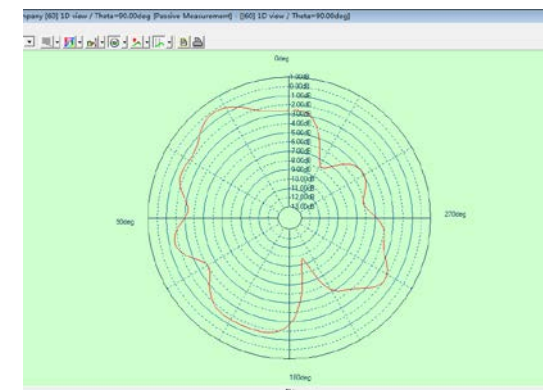 mpany [60] 1D view / Theta=90.00deg [Passive Measurement] - [[60] 1D view / Theta=90.00deg]
0deg
1.00dB
0.00dB
-1.00dB
-2.00dB
-3.00dB
-4.00dB
-5.00dB
-6.00dB
-7.00dB
-8.00dB
-9.00dB
-10.00dB
-11.00dB
-12.00dB
-13.00dB
90deg
270deg
180deg